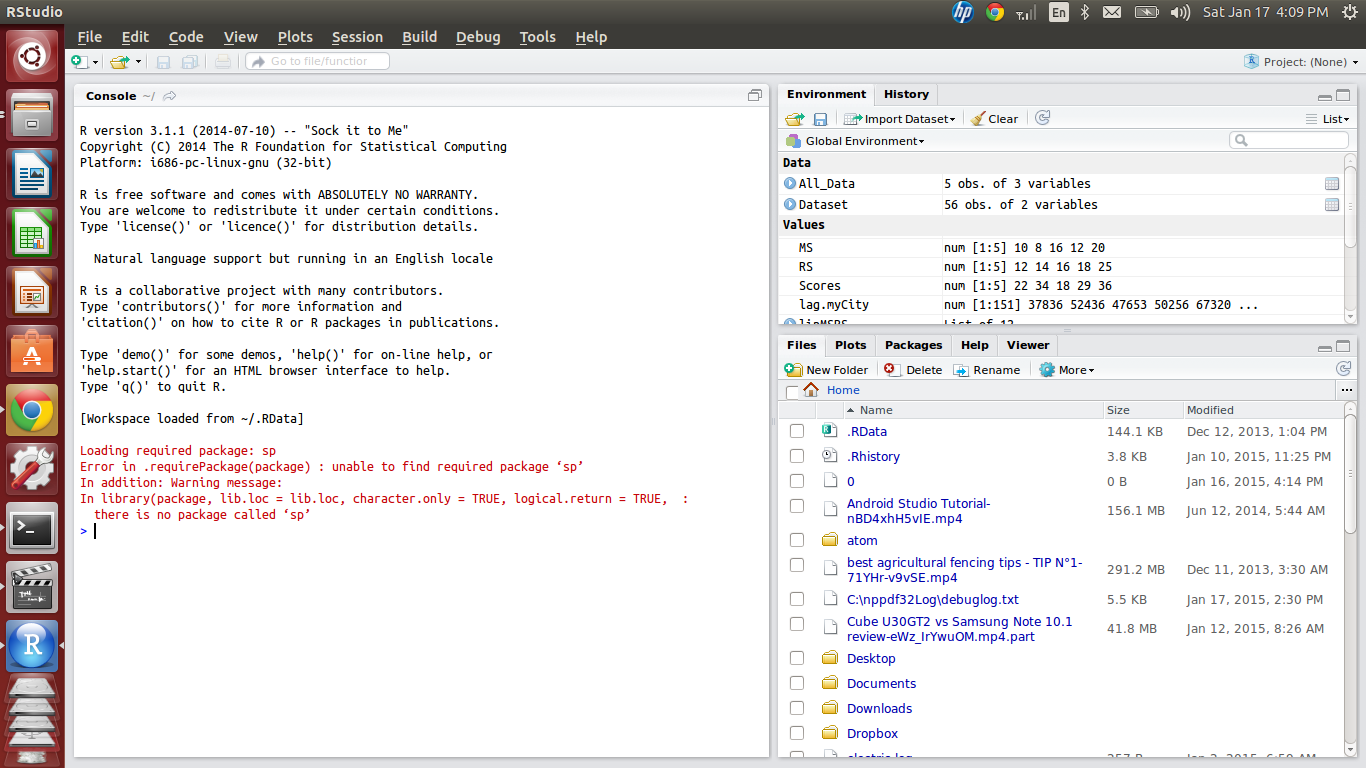 RStudio
hp
En
Sat Jan 17 4:09 PM
File Edit Code View Plots Session Build Debug Tools Help
Go to file/function
Project: (None)
Console ~/
R version 3.1.1 (2014-07-10) -- "Sock it to Me"
Copyright (C) 2014 The R Foundation for Statistical Computing
Platform: i686-pc-linux-gnu (32-bit)
R is free software and comes with ABSOLUTELY NO WARRANTY.
You are welcome to redistribute it under certain conditions.
Type 'license()' or 'licence()' for distribution details.
Natural language support but running in an English locale
R is a collaborative project with many contributors.
Type 'contributors()' for more information and
'citation()' on how to cite R or R packages in publications.
Type 'demo()' for some demos, 'help()' for on-line help, or
'help.start()' for an HTML browser interface to help.
Type 'q()' to quit R.
[Workspace loaded from ~/.RData]
Loading required package: sp
Error in .requirePackage(package) : unable to find required package ‘sp’
In addition: Warning message:
In library(package, lib.loc = lib.loc, character.only = TRUE, logical.return = TRUE,  :
there is no package called ‘sp’
>
Environment History
Import Dataset Clear List
Global Environment
Data
All_Data 5 obs. of 3 variables
Dataset 56 obs. of 2 variables
Values
MS num [1:5] 10 8 16 12 20
RS num [1:5] 12 14 16 18 25
Scores num [1:5] 22 34 18 29 36
lag.myCity num [1:151] 37836 52436 47653 50256 67320 ...
List of 12
Files Plots Packages Help Viewer
New Folder Delete Rename More
Home
Name Size Modified
.RData 144.1 KB Dec 12, 2013, 1:04 PM
.Rhistory 3.8 KB Jan 10, 2015, 11:25 PM
0 0 B Jan 16, 2015, 4:14 PM
Android Studio Tutorial-
nBD4xhH5vIE.mp4 156.1 MB Jun 12, 2014, 5:44 AM
atom
best agricultural fencing tips - TIP N°1-
71YHr-v9vSE.mp4 291.2 MB Dec 11, 2013, 3:30 AM
C:\nppdf32Log\debuglog.txt 5.5 KB Jan 17, 2015, 2:30 PM
Cube U30GT2 vs Samsung Note 10.1
review-eWz_IrYwuOM.mp4.part 41.8 MB Jan 12, 2015, 8:26 AM
Desktop
Documents
Downloads
Dropbox